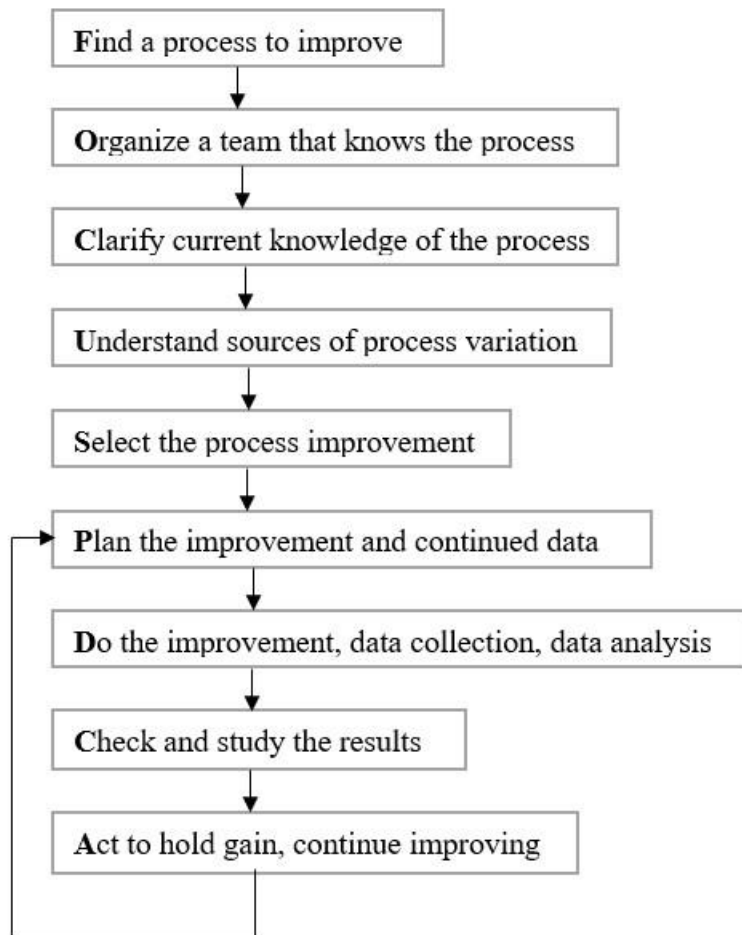 Find a process to improve
Organize a team that knows the process
Clarify current knowledge of the process
Understand sources of process variation
Select the process improvement
Plan the improvement and continued data
Do the improvement, data collection, data analysis
Check and study the results
Act to hold gain, continue improving